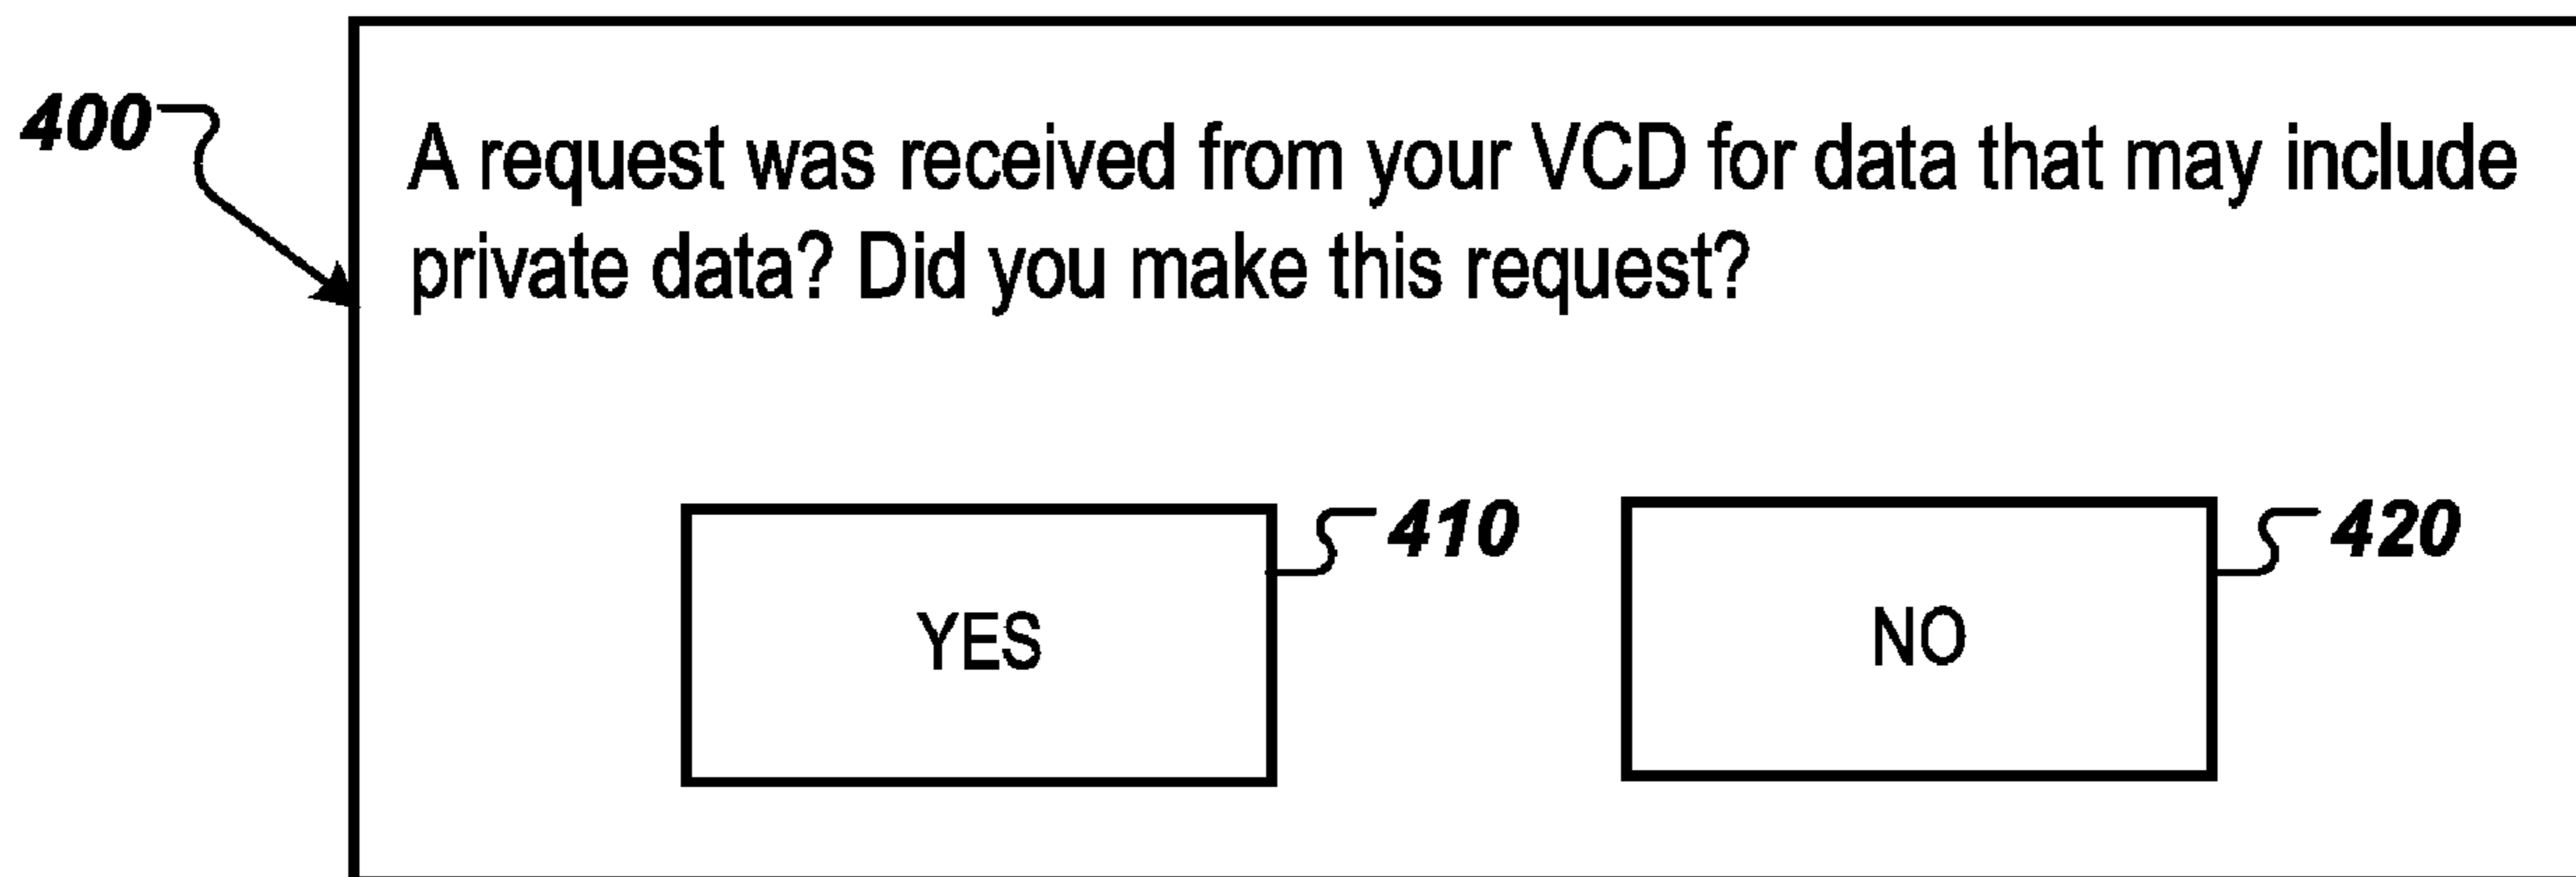 400
A request was received from your VCD for data that may include
private data? Did you make this request?
410
420
YES
NO